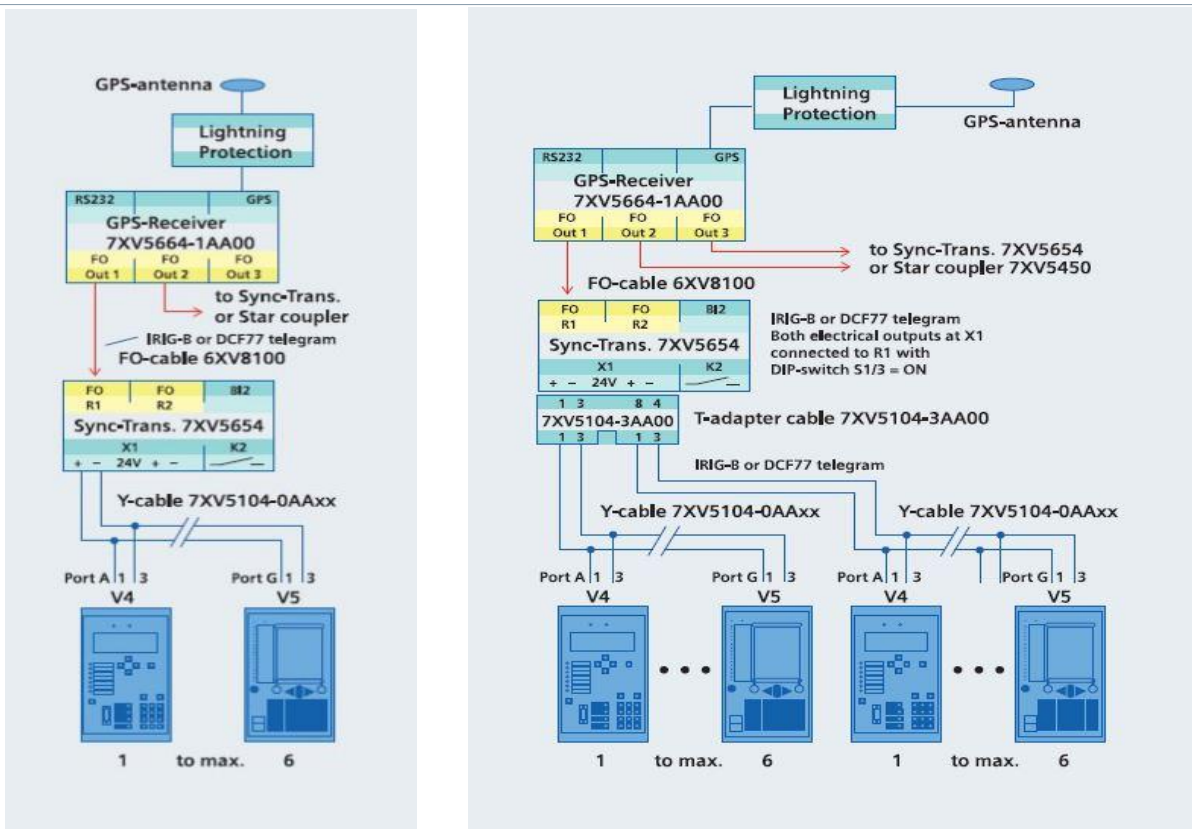 GPS-antenna
Lightning
Protection
RS232 GPS
GPS-Receiver
7XV5664-1AA00
FO FO FO
Out 1 Out 2 Out 3
to Sync-Trans.
or Star coupler
IRIG-B or DCF77 telegram
FO-cable 6XV8100
FO FO BI2
R1 R2
Sync-Trans. 7XV5654
X1 K2
+ - 24V + -
Y-cable 7XV5104-0AAxx
Port A 1 3 Port G 1 3
V4 V5
1 to max. 6
Lightning
Protection
GPS-antenna
RS232 GPS
GPS-Receiver
7XV5664-1AA00
FO FO FO
Out 1 Out 2 Out 3
to Sync-Trans. 7XV5654
or Star coupler 7XV5450
FO-cable 6XV8100
FO FO BI2
R1 R2
Sync-Trans. 7XV5654
X1 K2
+ - 24V + -
IRIG-B or DCF77 telegram
Both electrical outputs at X1
connected to R1 with
DIP-switch S1/3 = ON
1 3 8 4
7XV5104-3AA00
1 3 1 3
T-adapter cable 7XV5104-3AA00
IRIG-B or DCF77 telegram
Y-cable 7XV5104-0AAxx Y-cable 7XV5104-0AAxx
Port A 1 3 Port G 1 3 Port A 1 3 Port G 1 3
V4 V5 V4 V5
1 to max. 6 1 to max. 6